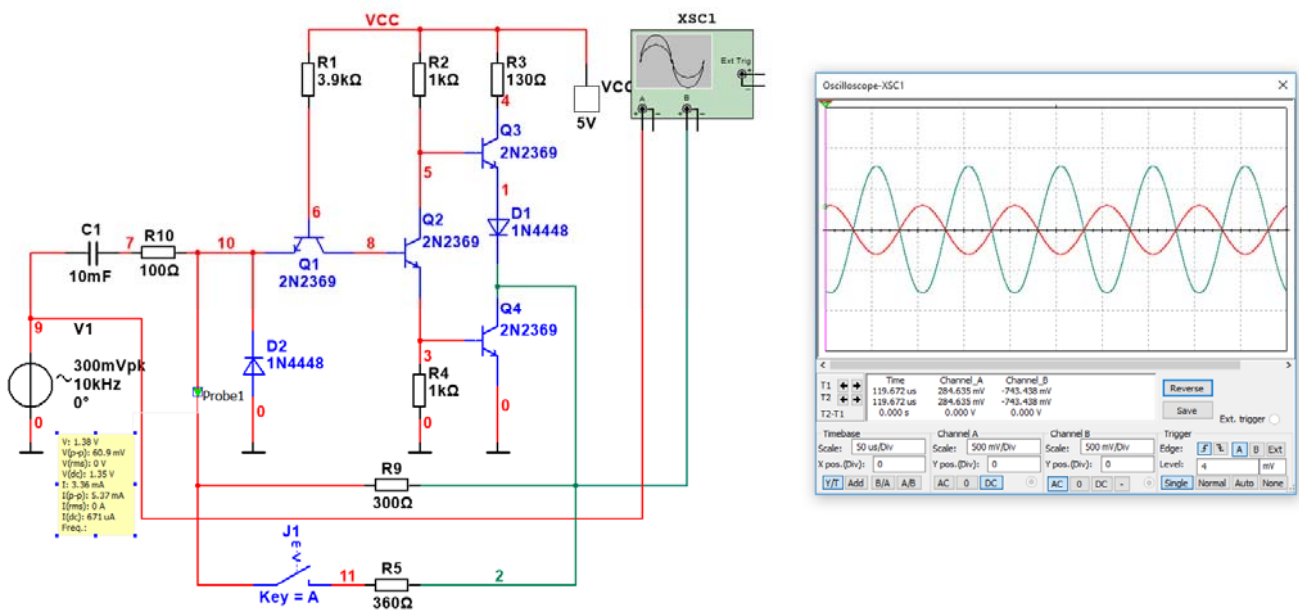 VCC
R1
3.9kΩ
R2
1kΩ
R3
130Ω
4
VCC
5V
XSC1
Ext Trig
+
-
A
B
+ -
+ -
Q3
2N2369
5
1
6
D1
1N4448
Q2
2N2369
C1
10mF
7
R10
100Ω
10
8
Q1
2N2369
Q4
2N2369
9
V1
300mVpk
10kHz
0°
0
D2
1N4448
0
3
R4
1kΩ
0
0
Probe1
V: 1.38 V
V(p-p): 60.9 mV
V(rms): 0 V
V(dc): 1.35 V
I: 3.36 mA
I(p-p): 5.37 mA
I(rms): 0 A
I(dc): 671 uA
Freq.:
R9
300Ω
J1
Key = A
11
R5
360Ω
2
Oscilloscope-XSC1
Time Channel_A Channel_B
T1 119.672 us 284.635 mV -743.438 mV
T2 119.672 us 284.635 mV -743.438 mV
T2-T1 0.000 s 0.000 V 0.000 V
Reverse
Save
Ext. trigger
Timebase
Scale: 50 us/Div
X pos.(Div): 0
Y/T Add B/A A/B
Channel A
Scale: 500 mV/Div
Y pos.(Div): 0
AC 0 DC
Channel B
Scale: 500 mV/Div
Y pos.(Div): 0
AC 0 DC -
Trigger
Edge: A B Ext
Level: 4 mV
Single Normal Auto None